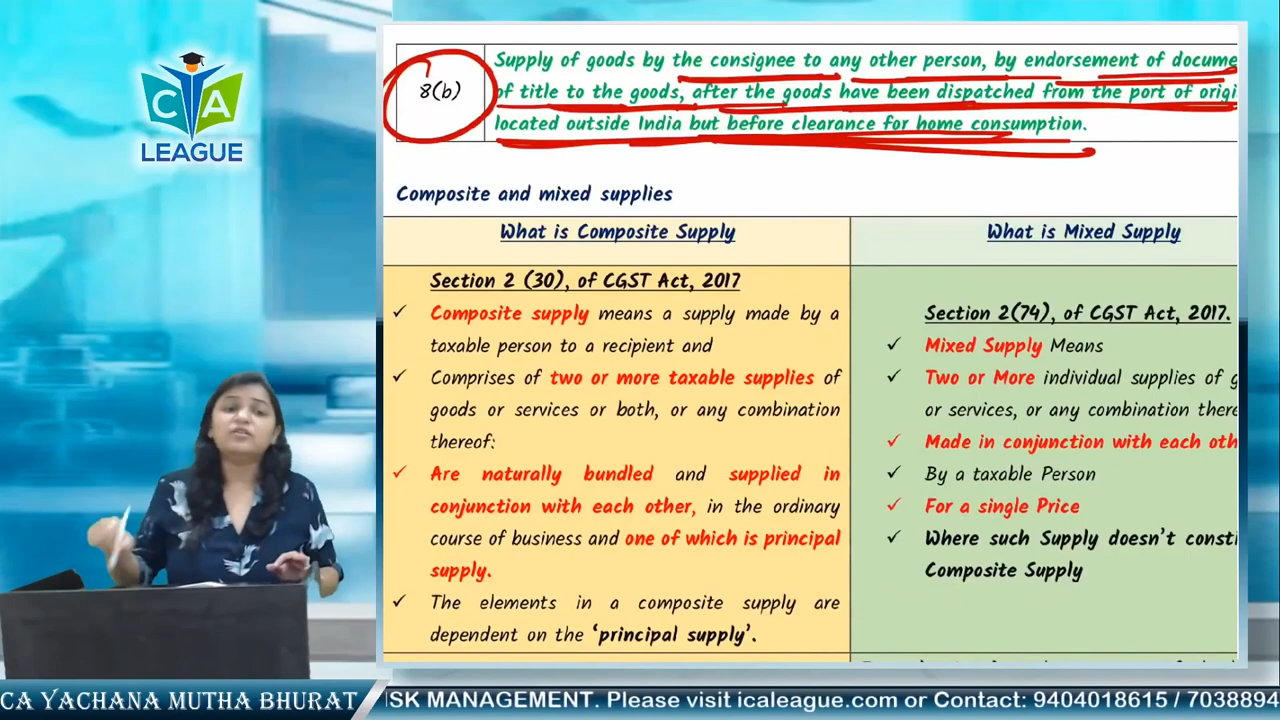 CA
LEAGUE
8(b)
Supply of goods by the consignee to any other person, by endorsement of docume
of title to the goods, after the goods have been dispatched from the port of origi
located outside India but before clearance for home consumption.
Composite and mixed supplies
What is Composite Supply
Section 2 (30), of CGST Act, 2017
✓ Composite supply means a supply made by a
taxable person to a recipient and
✓ Comprises of two or more taxable supplies of
goods or services or both, or any combination
thereof:
✓ Are naturally bundled and supplied in
conjunction with each other, in the ordinary
course of business and one of which is principal
supply.
✓ The elements in a composite supply are
dependent on the ‘principal supply’.
What is Mixed Supply
Section 2(74), of CGST Act, 2017.
✓ Mixed Supply Means
✓ Two or More individual supplies of g
or services, or any combination there
✓ Made in conjunction with each oth
✓ By a taxable Person
✓ For a single Price
✓ Where such Supply doesn’t consti
Composite Supply
CA YACHANA MUTHA BHURAT
ISK MANAGEMENT. Please visit icaleague.com or Contact: 9404018615 / 7038894